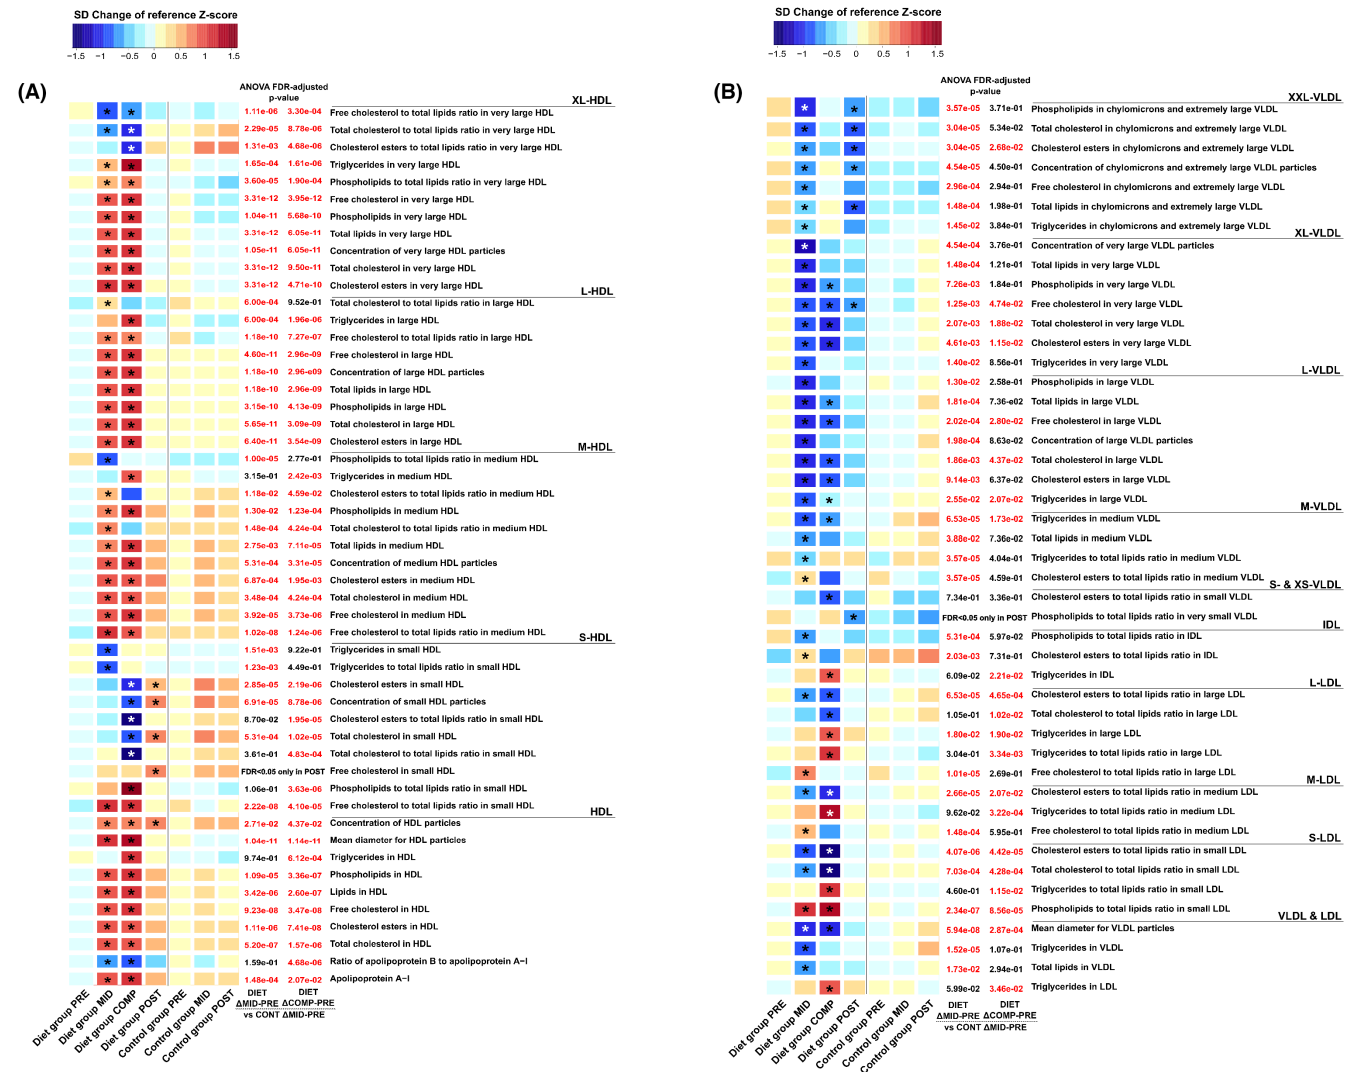 SD Change of reference Z-score
−1.5 −1 −0.5 0 0.5 1 1.5
(A)
ANOVA FDR-adjusted
p-value
XL-HDL
1.11e-06 3.30e-04 Free cholesterol to total lipids ratio in very large HDL
2.29e-05 8.78e-06 Total cholesterol to total lipids ratio in very large HDL
1.31e-03 4.68e-06 Cholesterol esters to total lipids ratio in very large HDL
1.65e-04 1.61e-06 Triglycerides in very large HDL
3.60e-05 1.90e-04 Phospholipids to total lipids ratio in very large HDL
3.31e-12 3.95e-12 Free cholesterol in very large HDL
1.04e-11 5.68e-10 Phospholipids in very large HDL
3.31e-12 6.05e-11 Total lipids in very large HDL
1.05e-11 6.05e-11 Concentration of very large HDL particles
3.31e-12 9.50e-11 Total cholesterol in very large HDL
3.31e-12 4.71e-10 Cholesterol esters in very large HDL
L-HDL
6.00e-04 9.52e-01 Total cholesterol to total lipids ratio in large HDL
6.00e-04 1.96e-06 Triglycerides in large HDL
1.18e-10 7.27e-07 Free cholesterol to total lipids ratio in large HDL
4.60e-11 2.96e-09 Free cholesterol in large HDL
1.18e-10 2.96-e09 Concentration of large HDL particles
1.18e-10 2.96e-09 Total lipids in large HDL
3.15e-10 4.13e-09 Phospholipids in large HDL
5.65e-11 3.09e-09 Total cholesterol in large HDL
6.40e-11 3.54e-09 Cholesterol esters in large HDL
M-HDL
1.00e-05 2.77e-01 Phospholipids to total lipids ratio in medium HDL
3.15e-01 2.42e-03 Triglycerides in medium HDL
1.18e-02 4.59e-02 Cholesterol esters to total lipids ratio in medium HDL
1.30e-02 1.23e-04 Phospholipids in medium HDL
1.48e-04 4.24e-04 Total cholesterol to total lipids ratio in medium HDL
2.75e-03 7.11e-05 Total lipids in medium HDL
5.31e-04 3.31e-05 Concentration of medium HDL particles
6.87e-04 1.95e-03 Cholesterol esters in medium HDL
3.48e-04 4.24e-04 Total cholesterol in medium HDL
3.92e-05 3.73e-06 Free cholesterol in medium HDL
1.02e-08 1.24e-06 Free cholesterol to total lipids ratio in medium HDL
S-HDL
1.51e-03 9.22e-01 Triglycerides in small HDL
1.23e-03 4.49e-01 Triglycerides to total lipids ratio in small HDL
2.85e-05 2.19e-06 Cholesterol esters in small HDL
6.91e-05 8.78e-06 Concentration of small HDL particles
8.70e-02 1.95e-05 Cholesterol esters to total lipids ratio in small HDL
5.31e-04 1.02e-05 Total cholesterol in small HDL
3.61e-01 4.83e-04 Total cholesterol to total lipids ratio in small HDL
FDR<0.05 only in POST Free cholesterol in small HDL
1.06e-01 3.63e-06 Phospholipids to total lipids ratio in small HDL
2.22e-08 4.10e-05 Free cholesterol to total lipids ratio in small HDL
HDL
2.71e-02 4.37e-02 Concentration of HDL particles
1.04e-11 1.14e-11 Mean diameter for HDL particles
9.74e-01 6.12e-04 Triglycerides in HDL
1.09e-05 3.36e-07 Phospholipids in HDL
3.42e-06 2.60e-07 Lipids in HDL
9.23e-08 3.47e-08 Free cholesterol in HDL
1.11e-06 7.41e-08 Cholesterol esters in HDL
5.20e-07 1.57e-06 Total cholesterol in HDL
1.59e-01 4.68e-06 Ratio of apolipoprotein B to apolipoprotein A−I
1.48e-04 2.07e-02 Apolipoprotein A−I
Diet group PRE
Diet group MID
Diet group COMP
Diet group POST
Control group PRE
Control group MID
Control group POST
DIET DIET
ΔMID-PRE ΔCOMP-PRE
vs CONT ΔMID-PRE
SD Change of reference Z-score
−1.5 −1 −0.5 0 0.5 1 1.5
(B)
ANOVA FDR-adjusted
p-value
XXL-VLDL
3.57e-05 3.71e-01 Phospholipids in chylomicrons and extremely large VLDL
3.04e-05 5.34e-02 Total cholesterol in chylomicrons and extremely large VLDL
3.04e-05 2.68e-02 Cholesterol esters in chylomicrons and extremely large VLDL
4.54e-05 4.50e-01 Concentration of chylomicrons and extremely large VLDL particles
2.96e-04 2.94e-01 Free cholesterol in chylomicrons and extremely large VLDL
1.48e-04 1.98e-01 Total lipids in chylomicrons and extremely large VLDL
1.45e-02 3.84e-01 Triglycerides in chylomicrons and extremely large VLDL
XL-VLDL
4.54e-04 3.76e-01 Concentration of very large VLDL particles
1.48e-04 1.21e-01 Total lipids in very large VLDL
7.26e-03 1.84e-01 Phospholipids in very large VLDL
1.25e-03 4.74e-02 Free cholesterol in very large VLDL
2.07e-03 1.88e-02 Total cholesterol in very large VLDL
4.61e-03 1.15e-02 Cholesterol esters in very large VLDL
1.40e-02 8.56e-01 Triglycerides in very large VLDL
L-VLDL
1.30e-02 2.58e-01 Phospholipids in large VLDL
1.81e-04 7.36-e02 Total lipids in large VLDL
2.02e-04 2.80e-02 Free cholesterol in large VLDL
1.98e-04 8.63e-02 Concentration of large VLDL particles
1.86e-03 4.37e-02 Total cholesterol in large VLDL
9.14e-03 6.37e-02 Cholesterol esters in large VLDL
2.55e-02 2.07e-02 Triglycerides in large VLDL
M-VLDL
6.53e-05 1.73e-02 Triglycerides in medium VLDL
3.88e-02 7.36e-02 Total lipids in medium VLDL
3.57e-05 4.04e-01 Triglycerides to total lipids ratio in medium VLDL
3.57e-05 4.59e-01 Cholesterol esters to total lipids ratio in medium VLDL
S- & XS-VLDL
7.34e-01 3.36e-01 Cholesterol esters to total lipids ratio in small VLDL
FDR<0.05 only in POST Phospholipids to total lipids ratio in very small VLDL
IDL
5.31e-04 5.97e-02 Phospholipids to total lipids ratio in IDL
2.03e-03 7.31e-01 Cholesterol esters to total lipids ratio in IDL
6.09e-02 2.21e-02 Triglycerides in IDL
L-LDL
6.53e-05 4.65e-04 Cholesterol esters to total lipids ratio in large LDL
1.05e-01 1.02e-02 Total cholesterol to total lipids ratio in large LDL
1.80e-02 1.90e-02 Triglycerides in large LDL
3.04e-01 3.34e-03 Triglycerides to total lipids ratio in large LDL
1.01e-05 2.69e-01 Free cholesterol to total lipids ratio in large LDL
M-LDL
2.66e-05 2.07e-02 Cholesterol esters to total lipids ratio in medium LDL
9.62e-02 3.22e-04 Triglycerides to total lipids ratio in medium LDL
1.48e-04 5.95e-01 Free cholesterol to total lipids ratio in medium LDL
S-LDL
4.07e-06 4.42e-05 Cholesterol esters to total lipids ratio in small LDL
7.03e-04 4.28e-04 Total cholesterol to total lipids ratio in small LDL
4.60e-01 1.15e-02 Triglycerides to total lipids ratio in small LDL
2.34e-07 8.56e-05 Phospholipids to total lipids ratio in small LDL
VLDL & LDL
5.94e-08 2.87e-04 Mean diameter for VLDL particles
1.52e-05 1.07e-01 Triglycerides in VLDL
1.73e-02 2.94e-01 Total lipids in VLDL
5.99e-02 3.46e-02 Triglycerides in LDL
Diet group PRE
Diet group MID
Diet group COMP
Diet group POST
Control group PRE
Control group MID
Control group POST
DIET DIET
ΔMID-PRE ΔCOMP-PRE
vs CONT ΔMID-PRE